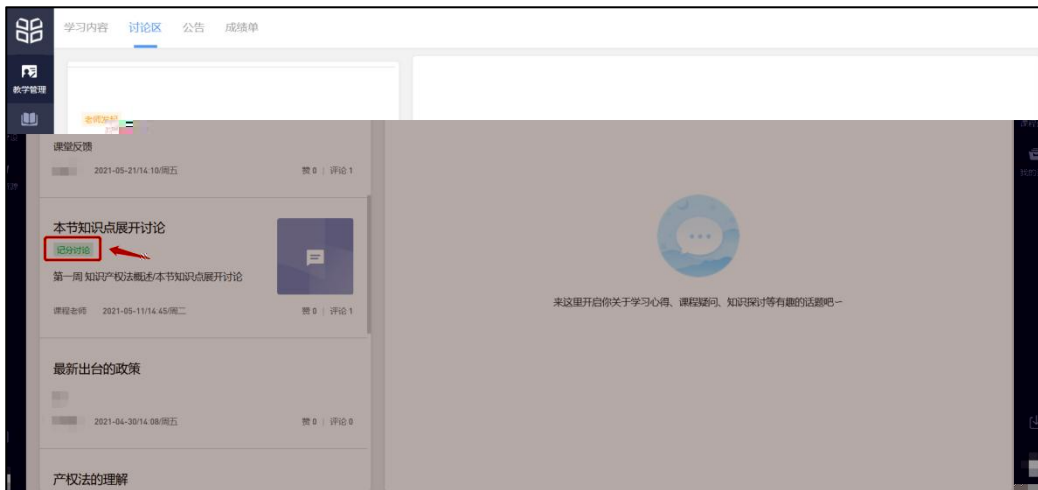 学习内容 讨论区 公告 成绩单
教学管理
老师发起
课堂反馈
2021-05-21/14:10/周五 赞 0 | 评论 1
本节知识点展开讨论
记分讨论
第一周 知识产权法概述/本节知识点展开讨论
课程老师 2021-05-11/14:45/周二 赞 0 | 评论 1
来这里开启你关于学习心得、课程疑问、知识探讨等有趣的话题吧~
最新出台的政策
2021-04-30/14:08/周五 赞 0 | 评论 0
产权法的理解